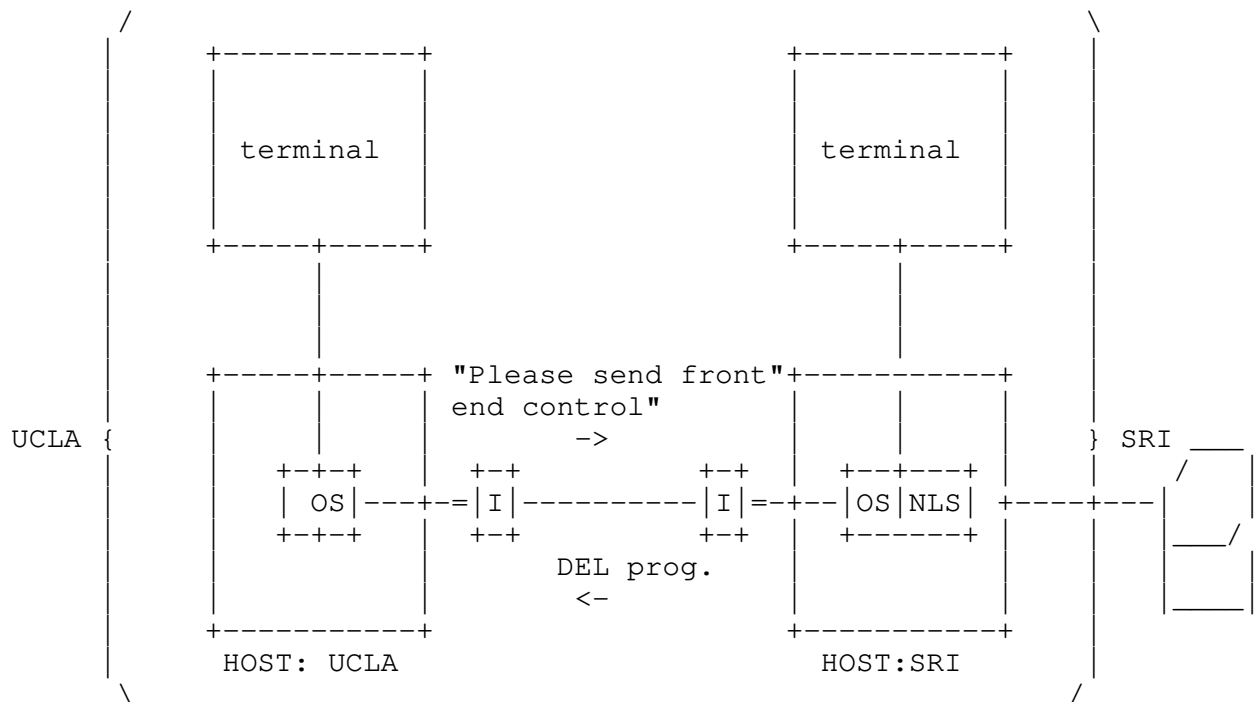 terminal terminal
"Please send front"
end control"
->
UCLA { } SRI
OS I I OS NLS
DEL prog.
<-
HOST: UCLA HOST:SRI